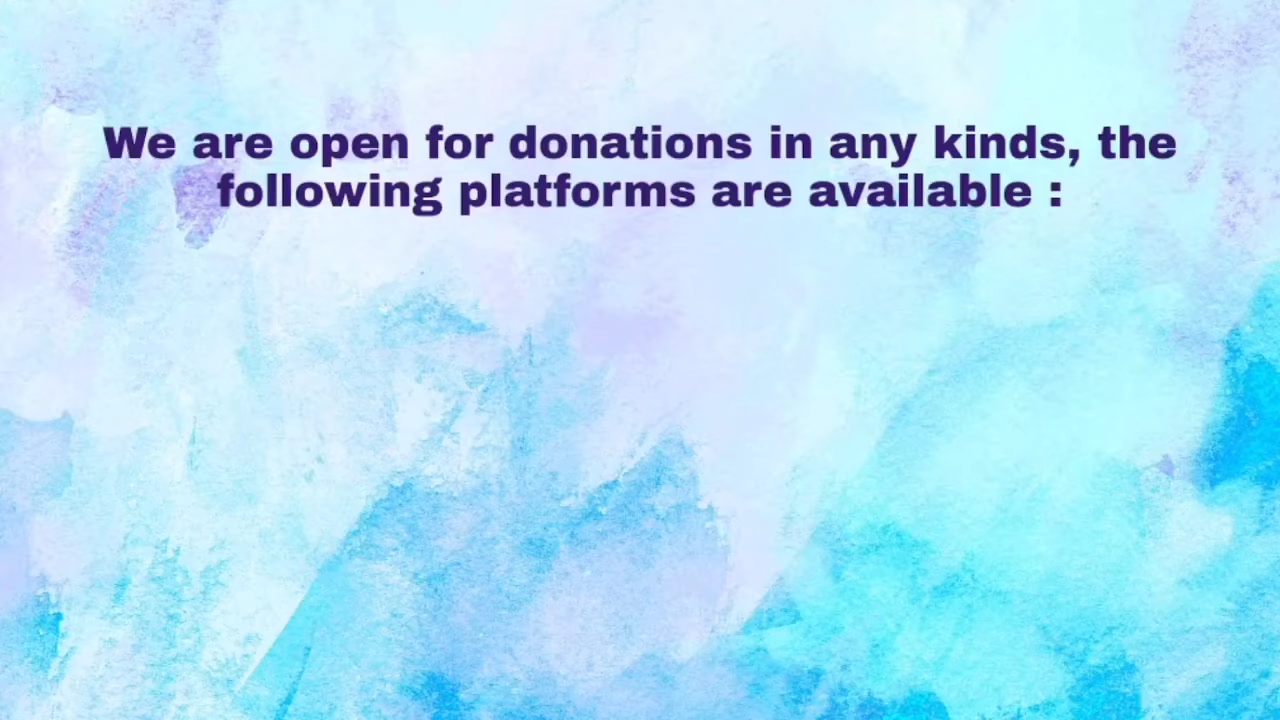 We are open for donations in any kinds, the
following platforms are available :